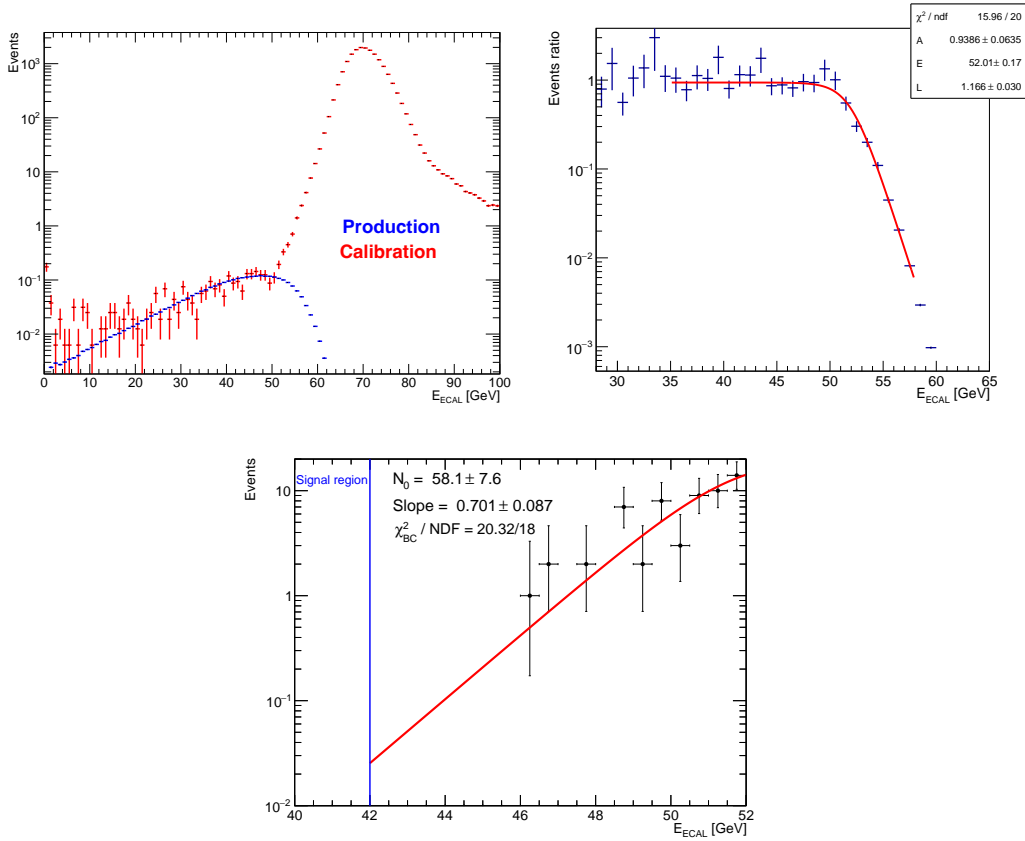 Events
10³
10²
10
1
10⁻¹
10⁻²
Production
Calibration
0 10 20 30 40 50 60 70 80 90 100
E_ECAL [GeV]
χ² / ndf 15.96 / 20
A 0.9386 ± 0.0635
E 52.01 ± 0.17
L 1.166 ± 0.030
Events ratio
1
10⁻¹
10⁻²
10⁻³
30 35 40 45 50 55 60 65
E_ECAL [GeV]
Events
10
1
10⁻¹
10⁻²
Signal region
N₀ = 58.1 ± 7.6
Slope = 0.701 ± 0.087
χ²_BC / NDF = 20.32/18
40 42 44 46 48 50 52
E_ECAL [GeV]